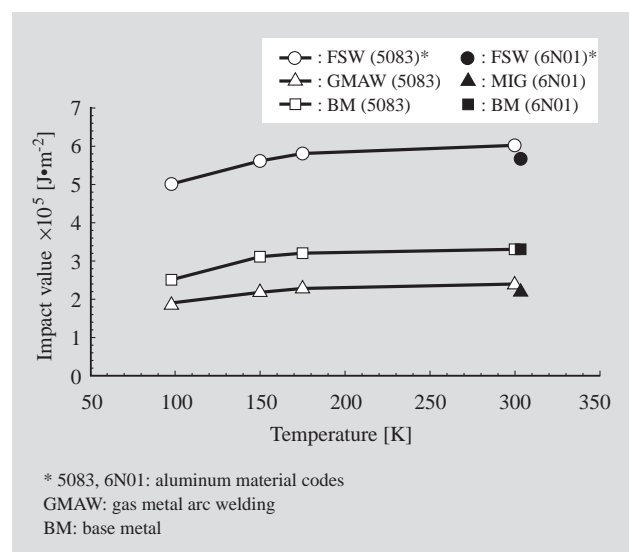 : FSW (5083)* : FSW (6N01)*
: GMAW (5083) : MIG (6N01)
: BM (5083) : BM (6N01)
7
6
5
4
3
2
1
0
Impact value ×10⁵ [J•m⁻²]
50 100 150 200 250 300 350
Temperature [K]
* 5083, 6N01: aluminum material codes
GMAW: gas metal arc welding
BM: base metal